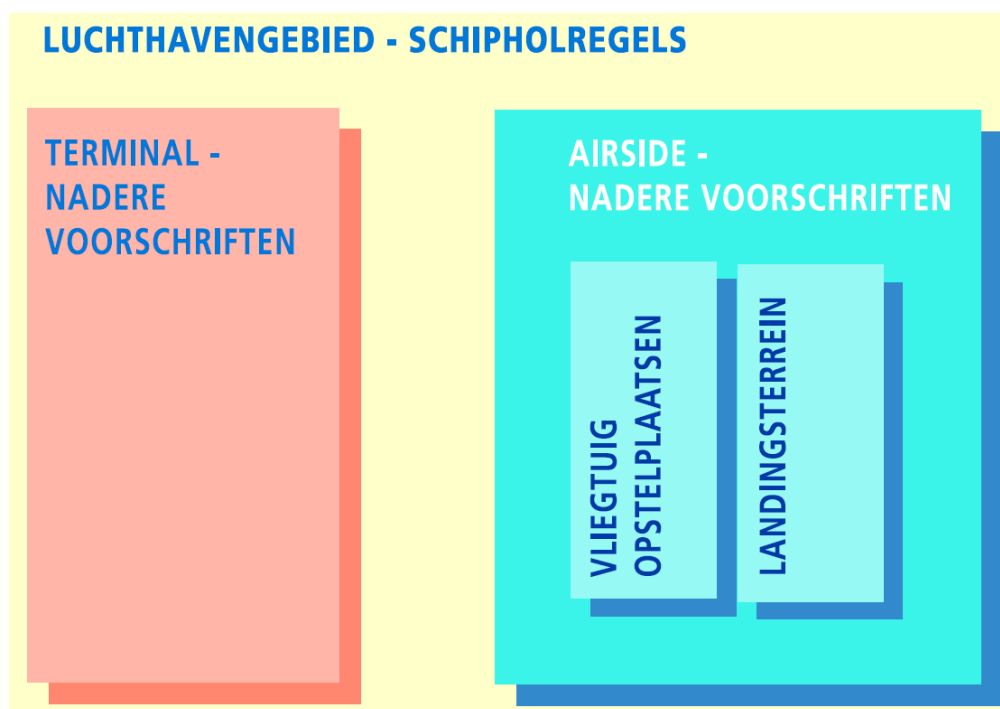 LUCHTHAVENGEBIED - SCHIPHOLREGELS
TERMINAL -
NADERE
VOORSCHRIFTEN
AIRSIDE -
NADERE VOORSCHRIFTEN
VLIEGTUIG
OPSTELPLAATSEN
LANDINGSTERREIN